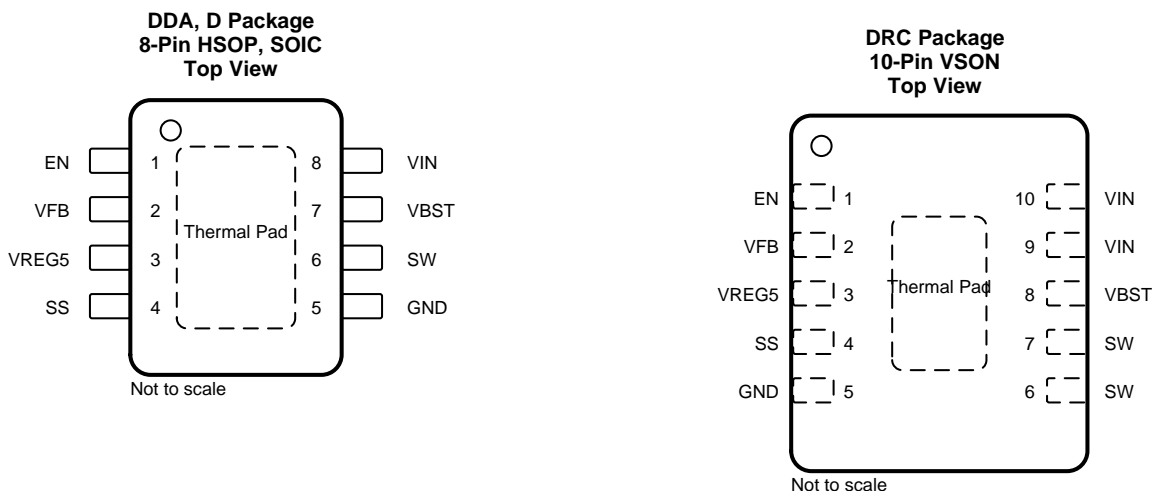 DDA, D Package
8-Pin HSOP, SOIC
Top View
EN 1 8 VIN
VFB 2 7 VBST
Thermal Pad
VREG5 3 6 SW
SS 4 5 GND
Not to scale
DRC Package
10-Pin VSON
Top View
EN 1 10 VIN
VFB 2 9 VIN
VREG5 3 Thermal Pad 8 VBST
SS 4 7 SW
GND 5 6 SW
Not to scale